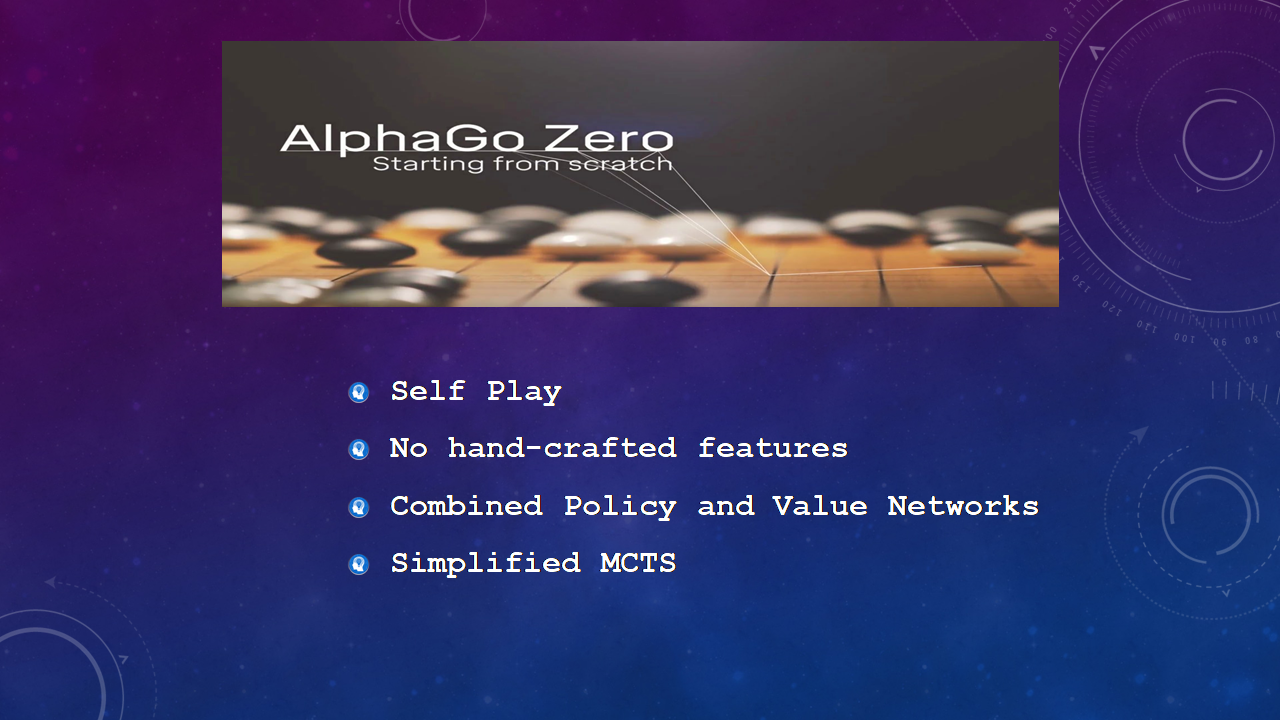 AlphaGo Zero
Starting from scratch
Self Play
No hand-crafted features
Combined Policy and Value Networks
Simplified MCTS